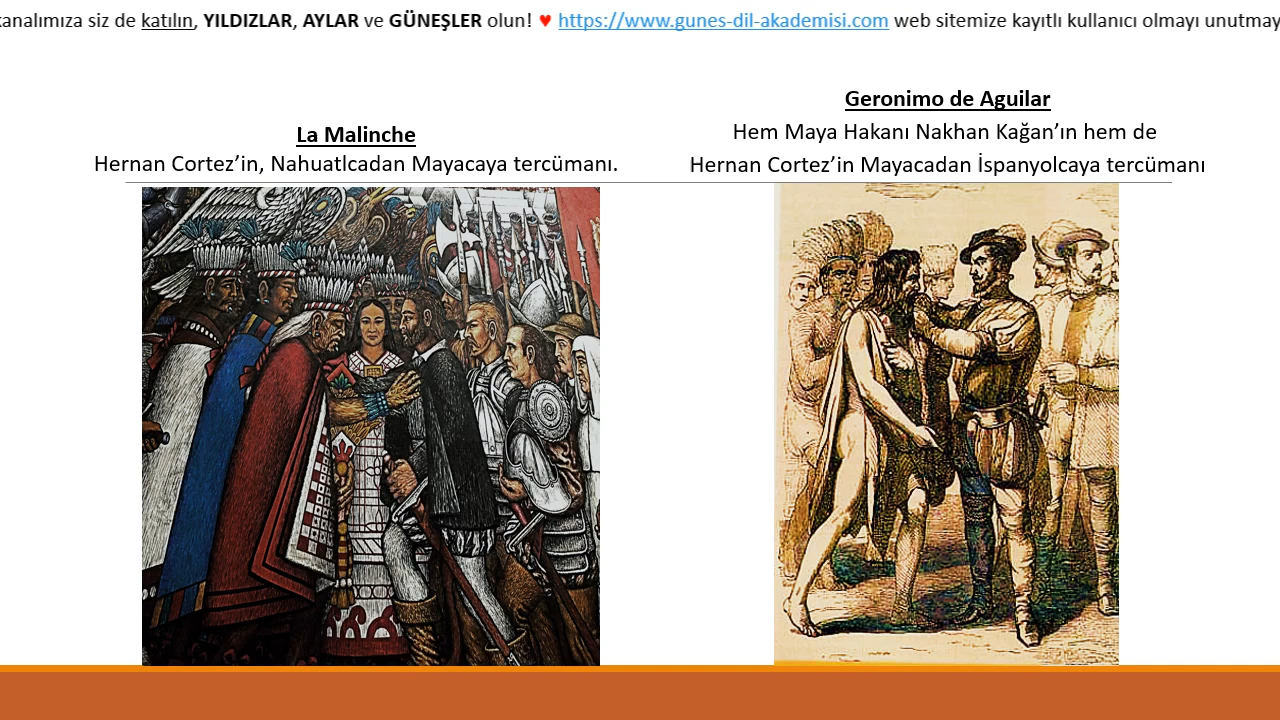 kanalımıza siz de katılın, YILDIZLAR, AYLAR ve GÜNEŞLER olun! ♥ https://www.gunes-dil-akademisi.com web sitemize kayıtlı kullanıcı olmayı unutmay
La Malinche
Hernan Cortez’in, Nahuatlcadan Mayacaya tercümanı.
Geronimo de Aguilar
Hem Maya Hakanı Nakhan Kağan’ın hem de
Hernan Cortez’in Mayacadan İspanyolcaya tercümanı